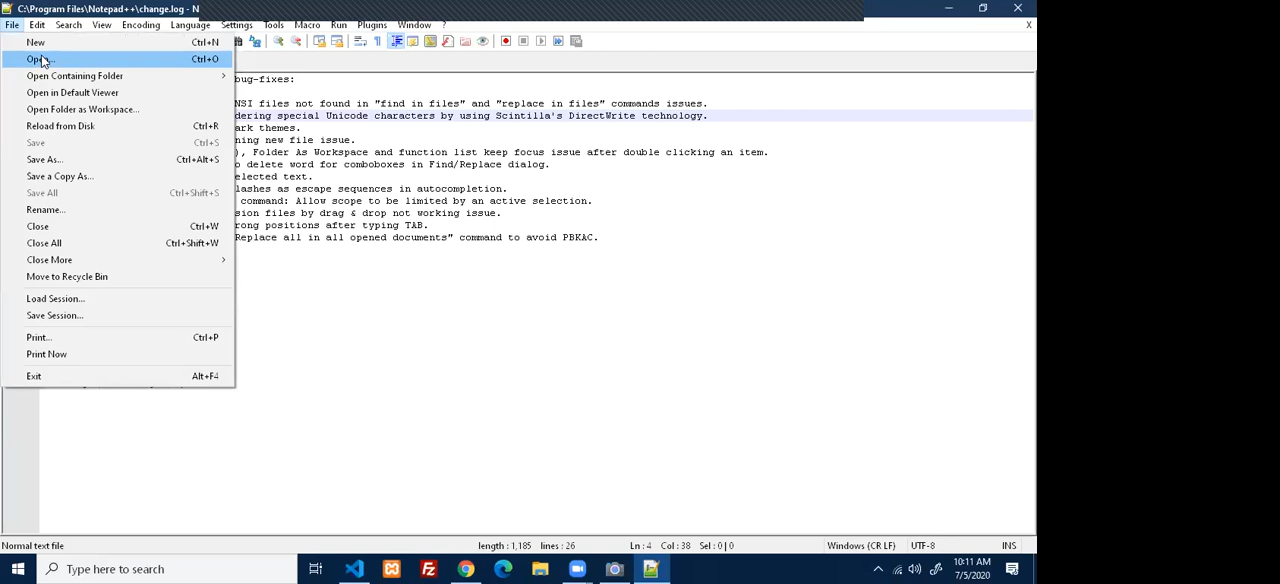 C:\Program Files\Notepad++\change.log - N
File Edit Search View Encoding Language Settings Tools Macro Run Plugins Window ? X
New Ctrl+N
Open... Ctrl+O
Open Containing Folder >
Open in Default Viewer
Open Folder as Workspace...
Reload from Disk Ctrl+R
Save Ctrl+S
Save As... Ctrl+Alt+S
Save a Copy As...
Save All Ctrl+Shift+S
Rename...
Close Ctrl+W
Close All Ctrl+Shift+W
Close More >
Move to Recycle Bin
Load Session...
Save Session...
Print... Ctrl+P
Print Now
Exit Alt+F4
ug-fixes:
NSI files not found in "find in files" and "replace in files" commands issues.
dering special Unicode characters by using Scintilla's DirectWrite technology.
ark themes.
ning new file issue.
), Folder As Workspace and function list keep focus issue after double clicking an item.
o delete word for comboboxes in Find/Replace dialog.
elected text.
lashes as escape sequences in autocompletion.
command: Allow scope to be limited by an active selection.
sion files by drag & drop not working issue.
rong positions after typing TAB.
Replace all in all opened documents" command to avoid PBKAC.
Normal text file length : 1,185 lines : 26 Ln : 4 Col : 38 Sel : 0 | 0 Windows (CR LF) UTF-8 INS
Type here to search
10:11 AM
7/5/2020